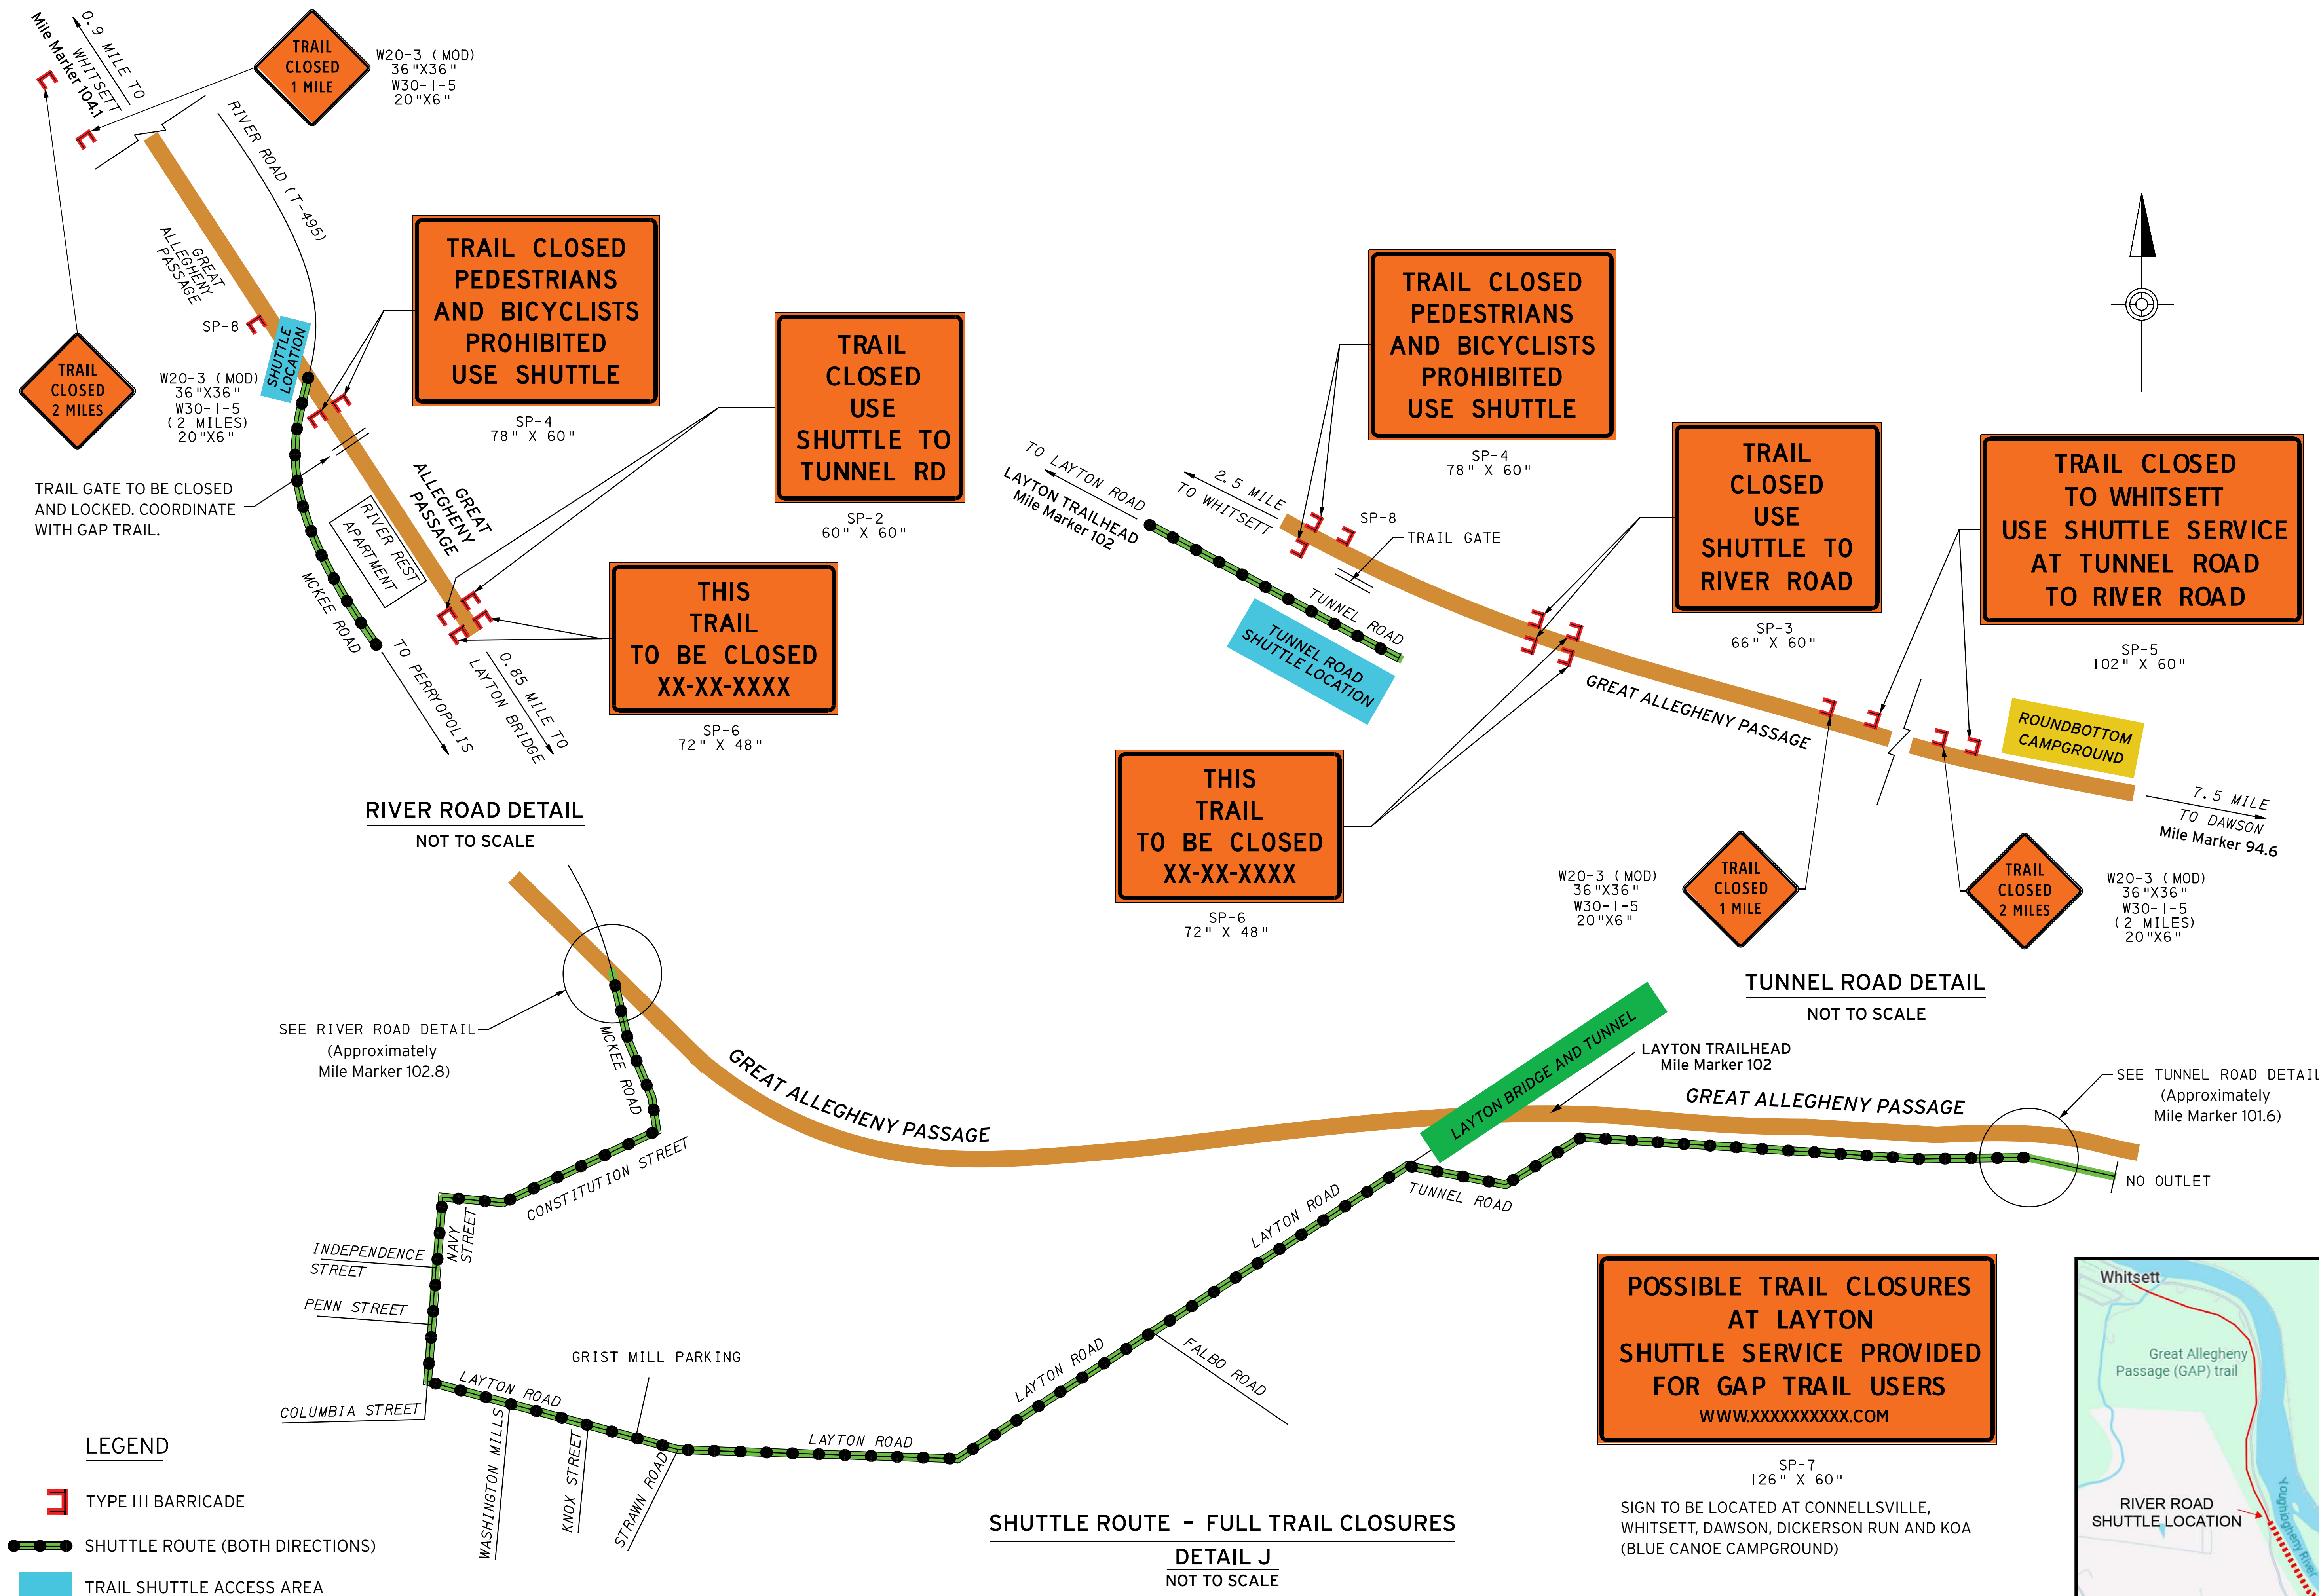 0.9 MILE TO
WHITSETT
Mile Marker 104.1
TRAIL
CLOSED
1 MILE
W20-3 (MOD)
36"X36"
W30-1-5
20"X6"
RIVER ROAD (T-495)
GREAT
ALLEGHENY
PASSAGE
SP-8
SHUTTLE
LOCATION
TRAIL
CLOSED
2 MILES
W20-3 (MOD)
36"X36"
W30-1-5
(2 MILES)
20"X6"
TRAIL CLOSED
PEDESTRIANS
AND BICYCLISTS
PROHIBITED
USE SHUTTLE
SP-4
78" X 60"
TRAIL
CLOSED
USE
SHUTTLE TO
TUNNEL RD
SP-2
60" X 60"
TRAIL GATE TO BE CLOSED
AND LOCKED. COORDINATE
WITH GAP TRAIL.
GREAT
ALLEGHENY
PASSAGE
RIVER REST
APARTMENT
MCKEE ROAD
TO PERRYOPOLIS
0.85 MILE TO
LAYTON BRIDGE
THIS
TRAIL
TO BE CLOSED
XX-XX-XXXX
SP-6
72" X 48"
RIVER ROAD DETAIL
NOT TO SCALE
TRAIL CLOSED
PEDESTRIANS
AND BICYCLISTS
PROHIBITED
USE SHUTTLE
SP-4
78" X 60"
TO LAYTON ROAD
LAYTON TRAILHEAD
Mile Marker 102
2.5 MILE
TO WHITSETT
SP-8
TRAIL GATE
TUNNEL ROAD
TUNNEL ROAD
SHUTTLE LOCATION
TRAIL
CLOSED
USE
SHUTTLE TO
RIVER ROAD
SP-3
66" X 60"
TRAIL CLOSED
TO WHITSETT
USE SHUTTLE SERVICE
AT TUNNEL ROAD
TO RIVER ROAD
SP-5
102" X 60"
GREAT ALLEGHENY PASSAGE
ROUNDBOTTOM
CAMPGROUND
7.5 MILE
TO DAWSON
Mile Marker 94.6
THIS
TRAIL
TO BE CLOSED
XX-XX-XXXX
SP-6
72" X 48"
W20-3 (MOD)
36"X36"
W30-1-5
20"X6"
TRAIL
CLOSED
1 MILE
TRAIL
CLOSED
2 MILES
W20-3 (MOD)
36"X36"
W30-1-5
(2 MILES)
20"X6"
TUNNEL ROAD DETAIL
NOT TO SCALE
SEE RIVER ROAD DETAIL
(Approximately
Mile Marker 102.8)
MCKEE ROAD
GREAT ALLEGHENY PASSAGE
LAYTON BRIDGE AND TUNNEL
LAYTON TRAILHEAD
Mile Marker 102
GREAT ALLEGHENY PASSAGE
SEE TUNNEL ROAD DETAIL
(Approximately
Mile Marker 101.6)
NO OUTLET
CONSTITUTION STREET
NAVY
STREET
INDEPENDENCE
STREET
PENN STREET
COLUMBIA STREET
LAYTON ROAD
GRIST MILL PARKING
WASHINGTON MILLS
KNOX STREET
STRAWN ROAD
LAYTON ROAD
LAYTON ROAD
FALBO ROAD
LAYTON ROAD
TUNNEL ROAD
POSSIBLE TRAIL CLOSURES
AT LAYTON
SHUTTLE SERVICE PROVIDED
FOR GAP TRAIL USERS
WWW.XXXXXXXXXX.COM
SP-7
126" X 60"
SIGN TO BE LOCATED AT CONNELLSVILLE,
WHITSETT, DAWSON, DICKERSON RUN AND KOA
(BLUE CANOE CAMPGROUND)
Whitsett
Great Allegheny
Passage (GAP) trail
RIVER ROAD
SHUTTLE LOCATION
Youghiogheny River
LEGEND
TYPE III BARRICADE
SHUTTLE ROUTE (BOTH DIRECTIONS)
TRAIL SHUTTLE ACCESS AREA
SHUTTLE ROUTE - FULL TRAIL CLOSURES
DETAIL J
NOT TO SCALE